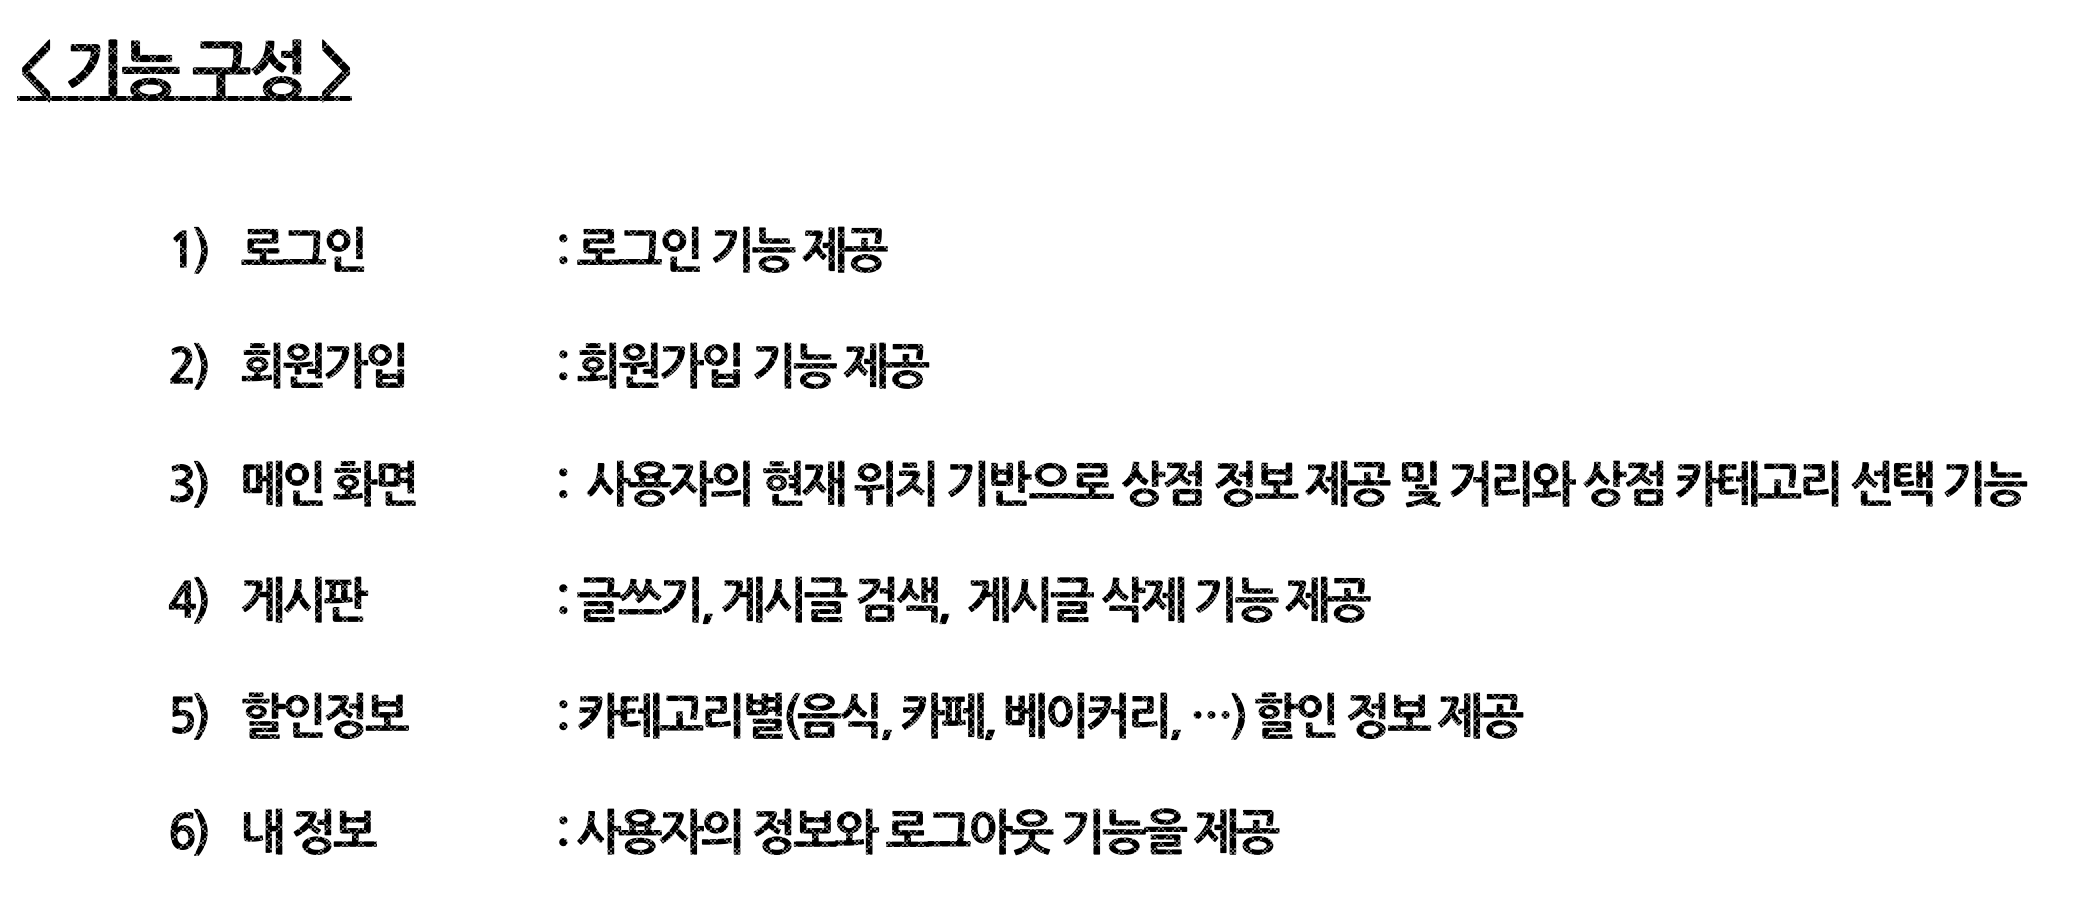 < 기능 구성 >
1) 로그인 : 로그인 기능 제공
2) 회원가입 : 회원가입 기능 제공
3) 메인 화면 : 사용자의 현재 위치 기반으로 상점 정보 제공 및 거리와 상점 카테고리 선택 기능
4) 게시판 : 글쓰기, 게시글 검색, 게시글 삭제 기능 제공
5) 할인정보 : 카테고리별(음식, 카페, 베이커리, …) 할인 정보 제공
6) 내 정보 : 사용자의 정보와 로그아웃 기능을 제공